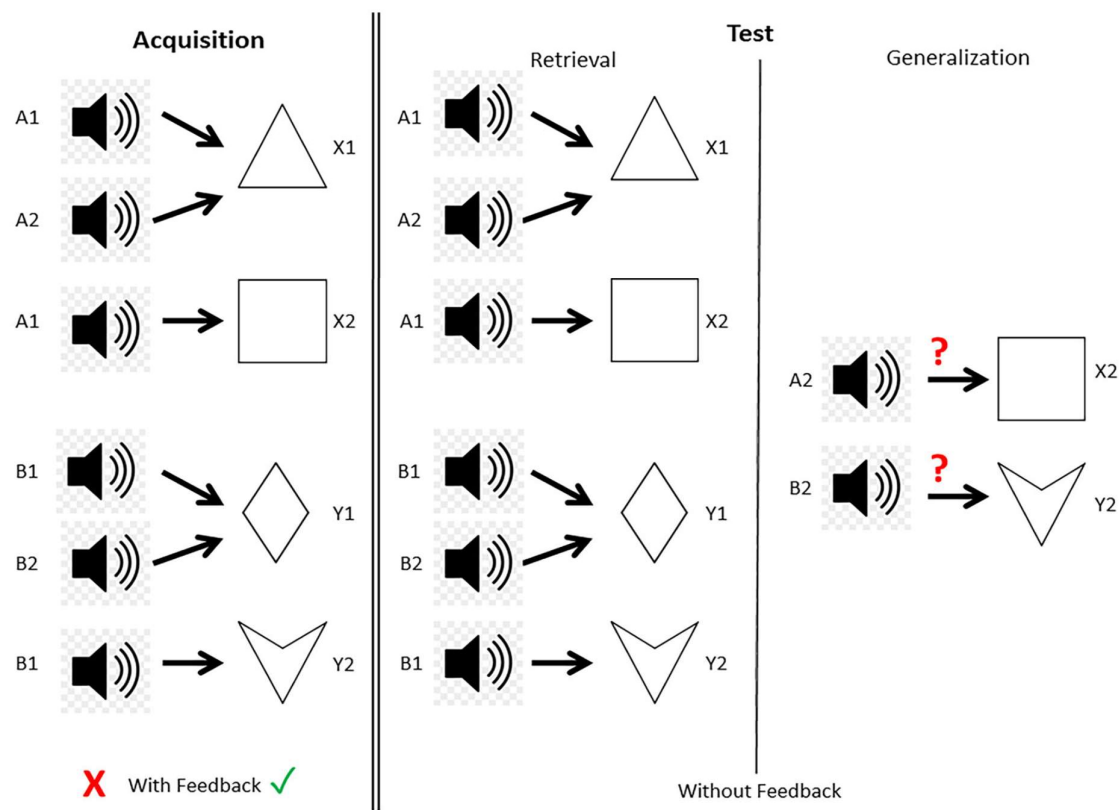 Acquisition
A1
X1
A2
A1
X2
B1
Y1
B2
B1
Y2
X With Feedback ✓
Test
Retrieval
A1
X1
A2
A1
X2
B1
Y1
B2
B1
Y2
Generalization
A2
?
X2
B2
?
Y2
Without Feedback